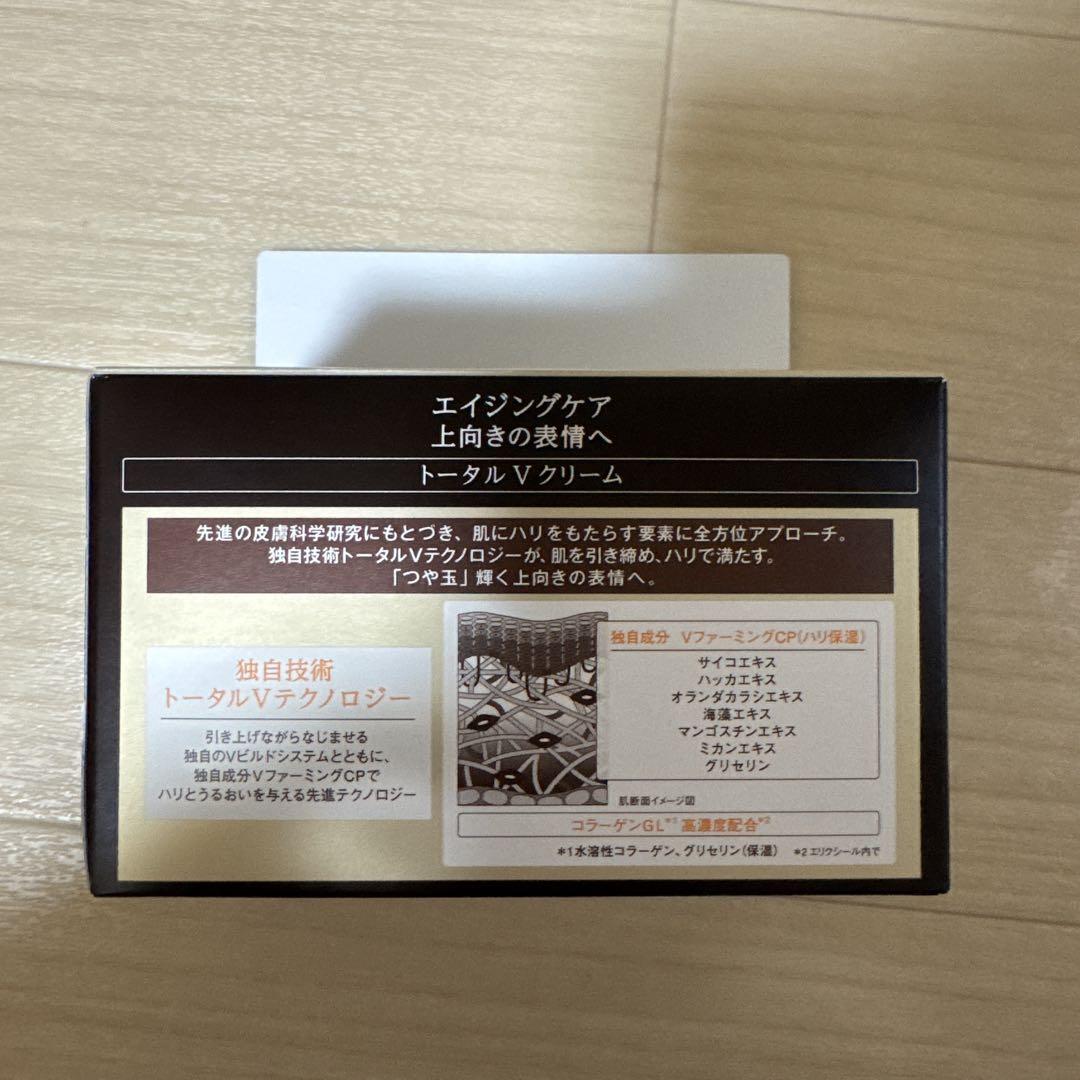 エイジングケア
上向きの表情へ
トータル V クリーム
先進の皮膚科学研究にもとづき、肌にハリをもたらす要素に全方位アプローチ。
独自技術トータルVテクノロジーが、肌を引き締め、ハリで満たす。
「つや玉」輝く上向きの表情へ。
独自技術
トータルVテクノロジー
引き上げながらなじませる
独自のVビルドシステムとともに、
独自成分VファーミングCPで
ハリとうるおいを与える先進テクノロジー
独自成分 VファーミングCP(ハリ保湿)
サイコエキス
ハッカエキス
オランダカラシエキス
海藻エキス
マンゴスチンエキス
ミカンエキス
グリセリン
肌断面イメージ図
コラーゲンGL*1 高濃度配合*2
*1水溶性コラーゲン、グリセリン(保湿) *2エリクシール内で